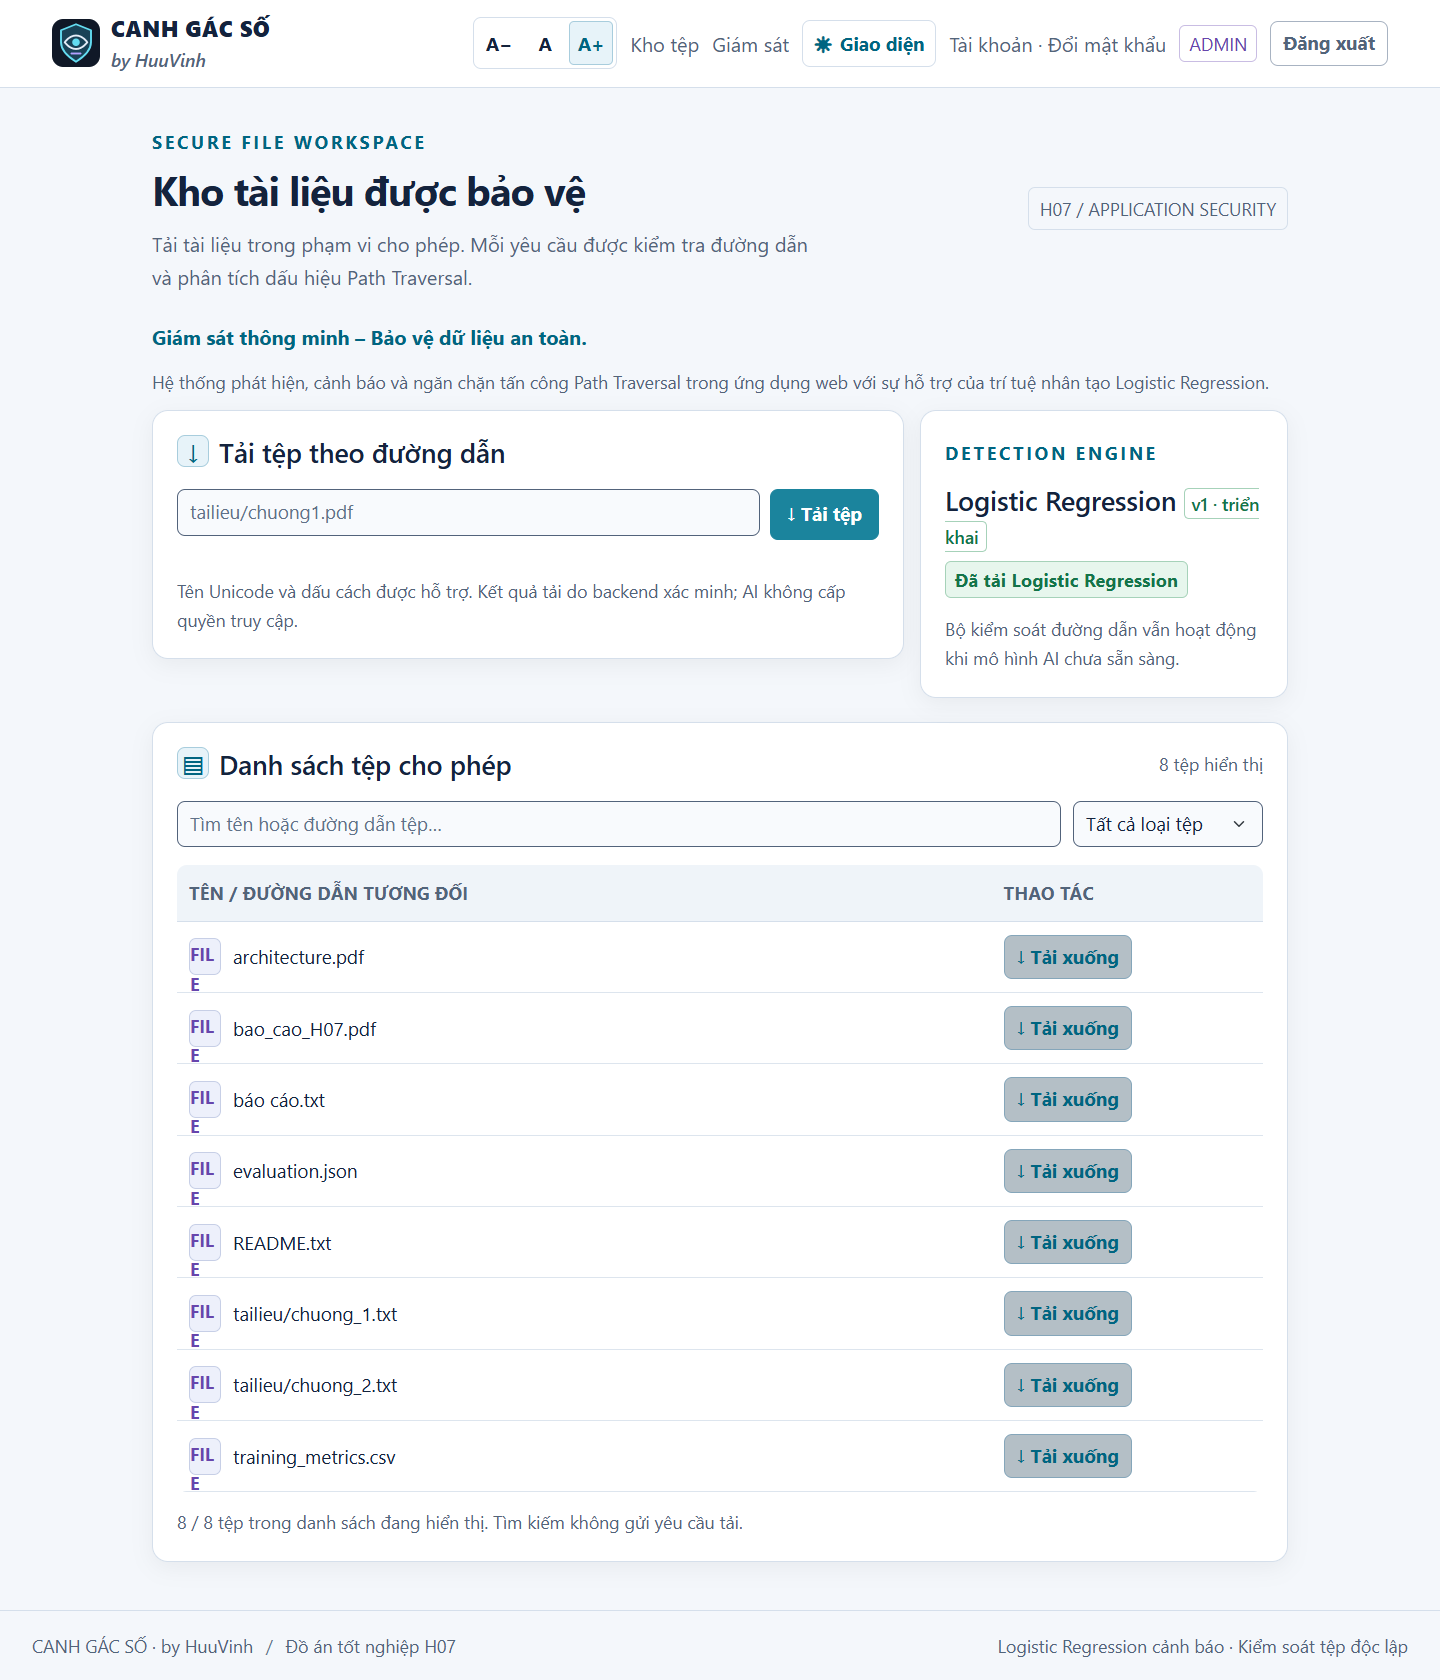 CANH GÁC SỐ
by HuuVinh
A− A A+ Kho tệp Giám sát Giao diện Tài khoản · Đổi mật khẩu ADMIN Đăng xuất
SECURE FILE WORKSPACE
Kho tài liệu được bảo vệ
H07 / APPLICATION SECURITY
Tải tài liệu trong phạm vi cho phép. Mỗi yêu cầu được kiểm tra đường dẫn
và phân tích dấu hiệu Path Traversal.
Giám sát thông minh – Bảo vệ dữ liệu an toàn.
Hệ thống phát hiện, cảnh báo và ngăn chặn tấn công Path Traversal trong ứng dụng web với sự hỗ trợ của trí tuệ nhân tạo Logistic Regression.
↓ Tải tệp theo đường dẫn
tailieu/chuong1.pdf
↓ Tải tệp
Tên Unicode và dấu cách được hỗ trợ. Kết quả tải do backend xác minh; AI không cấp
quyền truy cập.
DETECTION ENGINE
Logistic Regression v1 · triển
khai
Đã tải Logistic Regression
Bộ kiểm soát đường dẫn vẫn hoạt động
khi mô hình AI chưa sẵn sàng.
Danh sách tệp cho phép
8 tệp hiển thị
Tìm tên hoặc đường dẫn tệp...
Tất cả loại tệp
TÊN / ĐƯỜNG DẪN TƯƠNG ĐỐI THAO TÁC
FIL
E
architecture.pdf ↓ Tải xuống
FIL
E
bao_cao_H07.pdf ↓ Tải xuống
FIL
E
báo cáo.txt ↓ Tải xuống
FIL
E
evaluation.json ↓ Tải xuống
FIL
E
README.txt ↓ Tải xuống
FIL
E
tailieu/chuong_1.txt ↓ Tải xuống
FIL
E
tailieu/chuong_2.txt ↓ Tải xuống
FIL
E
training_metrics.csv ↓ Tải xuống
8 / 8 tệp trong danh sách đang hiển thị. Tìm kiếm không gửi yêu cầu tải.
CANH GÁC SỐ · by HuuVinh / Đồ án tốt nghiệp H07
Logistic Regression cảnh báo · Kiểm soát tệp độc lập